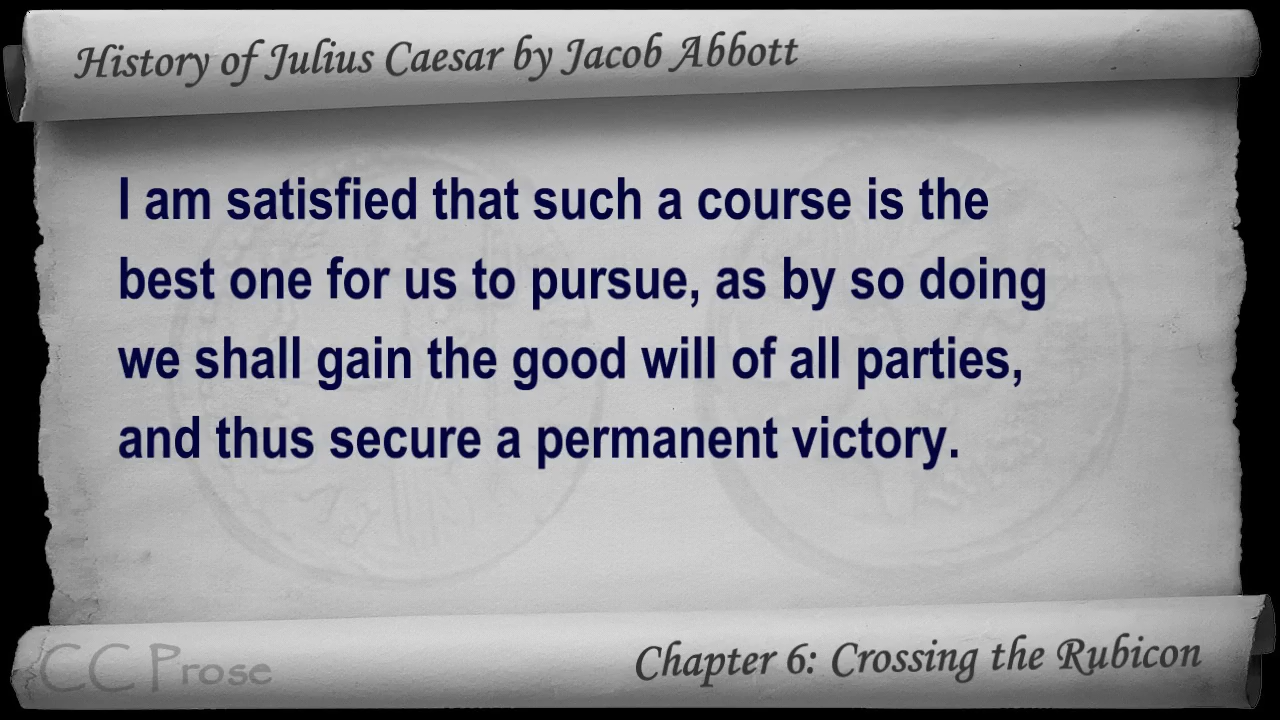 History of Julius Caesar by Jacob Abbott
I am satisfied that such a course is the
best one for us to pursue, as by so doing
we shall gain the good will of all parties,
and thus secure a permanent victory.
CC Prose
Chapter 6: Crossing the Rubicon